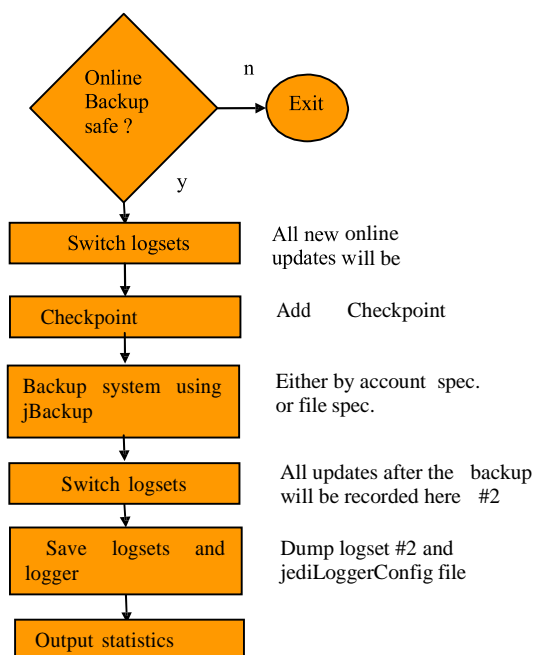 Online
Backup
safe ?
n
Exit
y
Switch logsets
All new online
updates will be
Checkpoint
Add Checkpoint
Backup system using
jBackup
Either by account spec.
or file spec.
Switch logsets
All updates after the backup
will be recorded here #2
Save logsets and
logger
Dump logset #2 and
jediLoggerConfig file
Output statistics